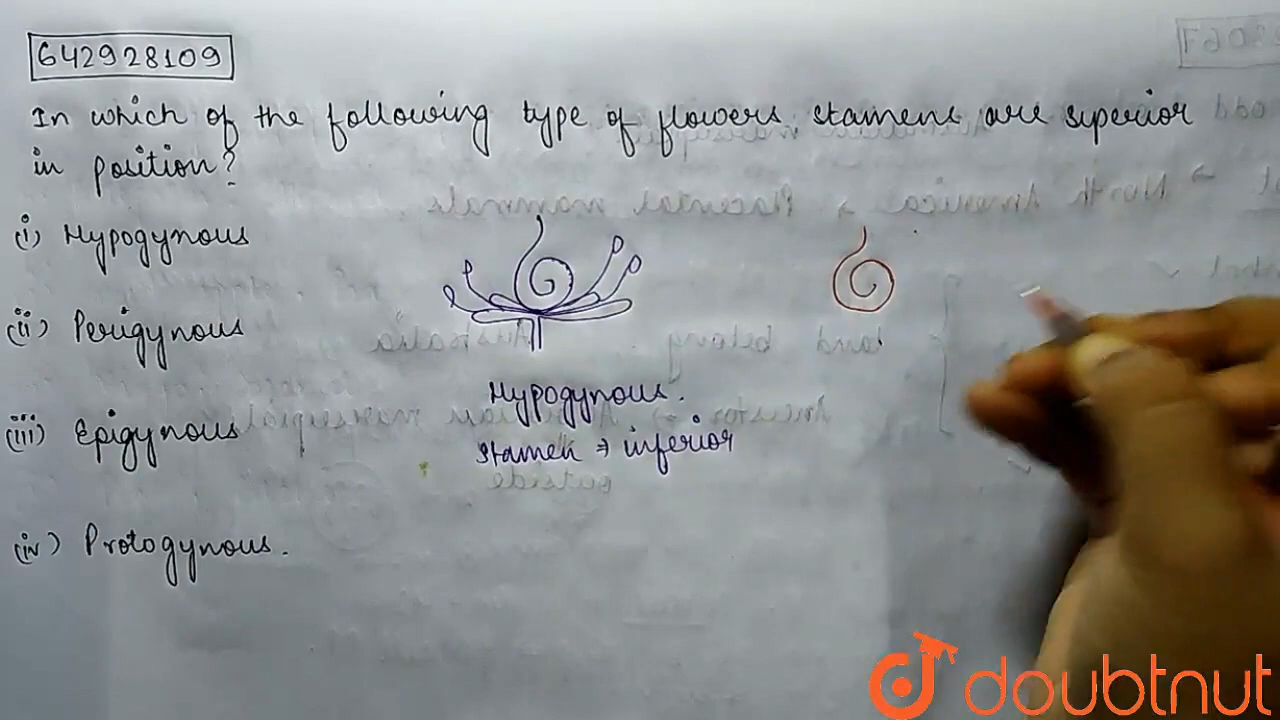 642928109
In which of the following type of flowers stamens are superior
in position?
(i) Hypogynous
(ii) Perigynous
(iii) Epigynous
(iv) Protogynous.
G
Hypogynous.
stamen → inferior
G
doubtnut